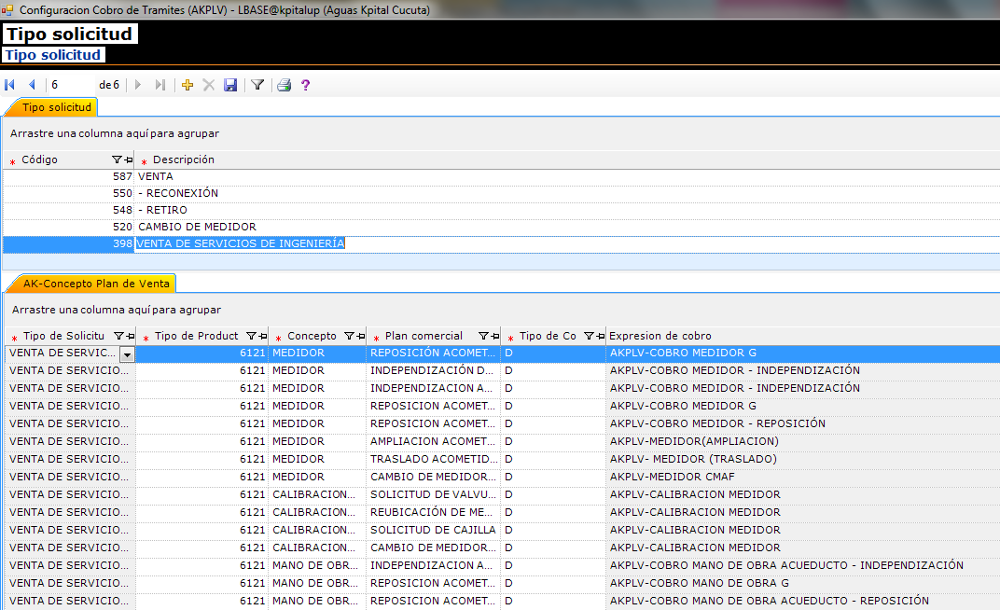 Configuracion Cobro de Tramites (AKPLV) - LBASE@kpitalup (Aguas Kpital Cucuta)
Tipo solicitud
Tipo solicitud
6 de 6
Tipo solicitud
Arrastre una columna aquí para agrupar
Código Descripción
587 VENTA
550 - RECONEXIÓN
548 - RETIRO
520 CAMBIO DE MEDIDOR
398 VENTA DE SERVICIOS DE INGENIERÍA
AK-Concepto Plan de Venta
Arrastre una columna aquí para agrupar
Tipo de Solicitu Tipo de Product Concepto Plan comercial Tipo de Co Expresion de cobro
VENTA DE SERVIC... 6121 MEDIDOR REPOSICIÓN ACOMET... D AKPLV-COBRO MEDIDOR G
VENTA DE SERVICIO... 6121 MEDIDOR INDEPENDIZACIÓN D... D AKPLV-COBRO MEDIDOR - INDEPENDIZACIÓN
VENTA DE SERVICIO... 6121 MEDIDOR INDEPENDIZACION A... D AKPLV-COBRO MEDIDOR - INDEPENDIZACIÓN
VENTA DE SERVICIO... 6121 MEDIDOR REPOSICION ACOMET... D AKPLV-COBRO MEDIDOR G
VENTA DE SERVICIO... 6121 MEDIDOR REPOSICION ACOMET... D AKPLV-COBRO MEDIDOR - REPOSICIÓN
VENTA DE SERVICIO... 6121 MEDIDOR AMPLIACION ACOMET... D AKPLV-MEDIDOR(AMPLIACION)
VENTA DE SERVICIO... 6121 MEDIDOR TRASLADO ACOMETID... D AKPLV- MEDIDOR (TRASLADO)
VENTA DE SERVICIO... 6121 MEDIDOR CAMBIO DE MEDIDOR... D AKPLV-MEDIDOR CMAF
VENTA DE SERVICIO... 6121 CALIBRACION... SOLICITUD DE VALVU... D AKPLV-CALIBRACION MEDIDOR
VENTA DE SERVICIO... 6121 CALIBRACION... REUBICACIÓN DE ME... D AKPLV-CALIBRACION MEDIDOR
VENTA DE SERVICIO... 6121 CALIBRACION... SOLICITUD DE CAJILLA D AKPLV-CALIBRACION MEDIDOR
VENTA DE SERVICIO... 6121 CALIBRACION... CAMBIO DE MEDIDOR... D AKPLV-CALIBRACION MEDIDOR
VENTA DE SERVICIO... 6121 MANO DE OBR... INDEPENDIZACION A... D AKPLV-COBRO MANO DE OBRA ACUEDUCTO - INDEPENDIZACIÓN
VENTA DE SERVICIO... 6121 MANO DE OBR... REPOSICION ACOMET... D AKPLV-COBRO MANO DE OBRA G
VENTA DE SERVICIO... 6121 MANO DE OBR... REPOSICION ACOMET... D AKPLV-COBRO MANO DE OBRA ACUEDUCTO - REPOSICIÓN